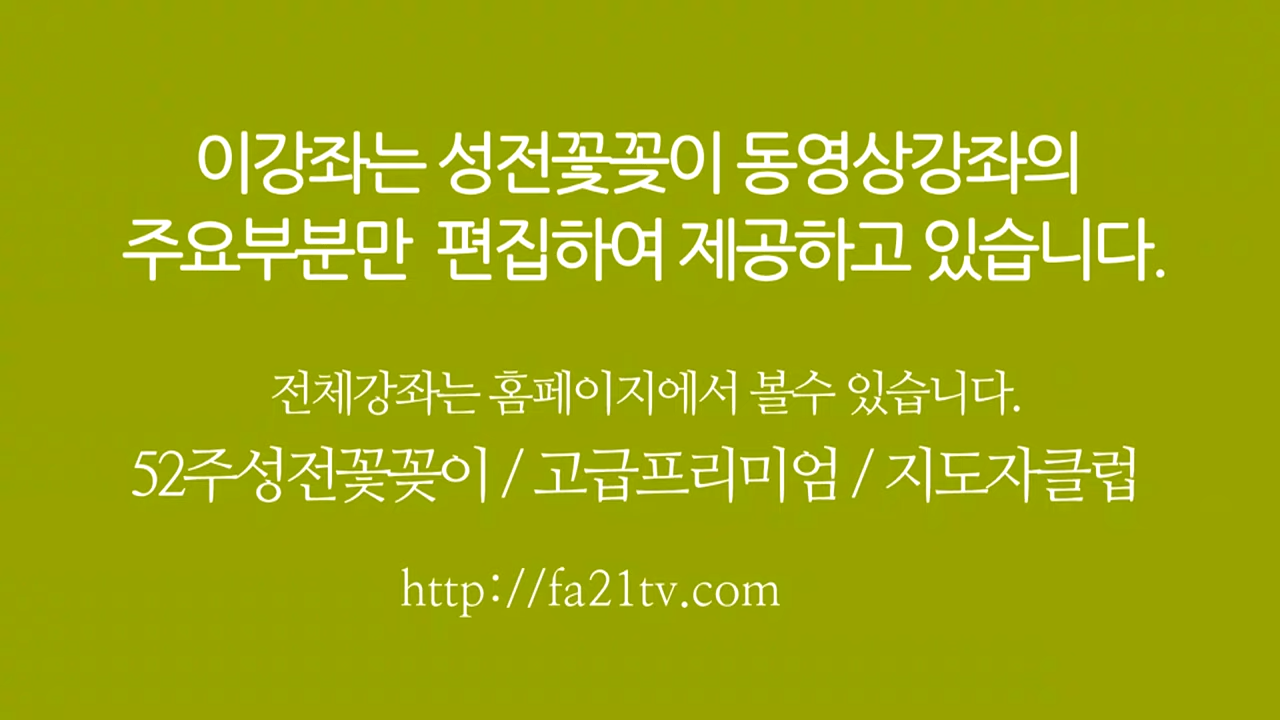 이강좌는 성전꽃꽂이 동영상강좌의
주요부분만 편집하여 제공하고 있습니다.
전체강좌는 홈페이지에서 볼수 있습니다.
52주성전꽃꽂이 / 고급프리미엄 / 지도자클럽
http://fa21tv.com